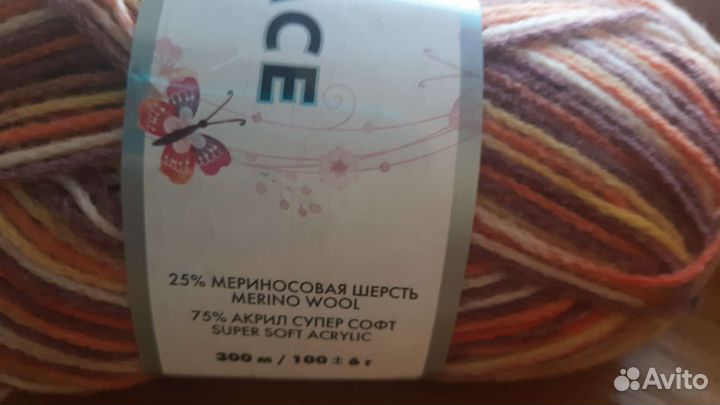 ACE
25% МЕРИНОСОВАЯ ШЕРСТЬ
MERINO WOOL
75% АКРИЛ СУПЕР СОФТ
SUPER SOFT ACRYLIC
300 м / 100 ± 6 г
Avito